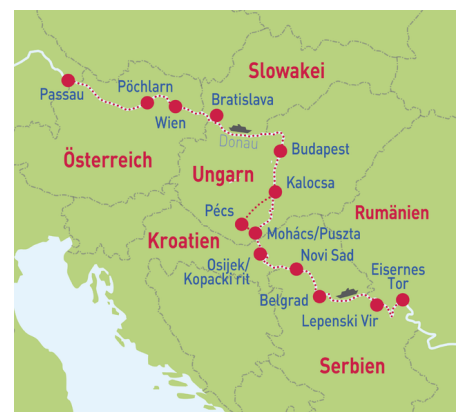 Slowakei
Passau
Pöchlarn
Wien
Bratislava
Donau
Budapest
Österreich
Ungarn
Kalocsa
Pécs
Rumänien
Kroatien
Mohács/Puszta
Osijek/
Kopacki rit
Novi Sad
Eisernes
Tor
Belgrad
Lepenski Vir
Serbien